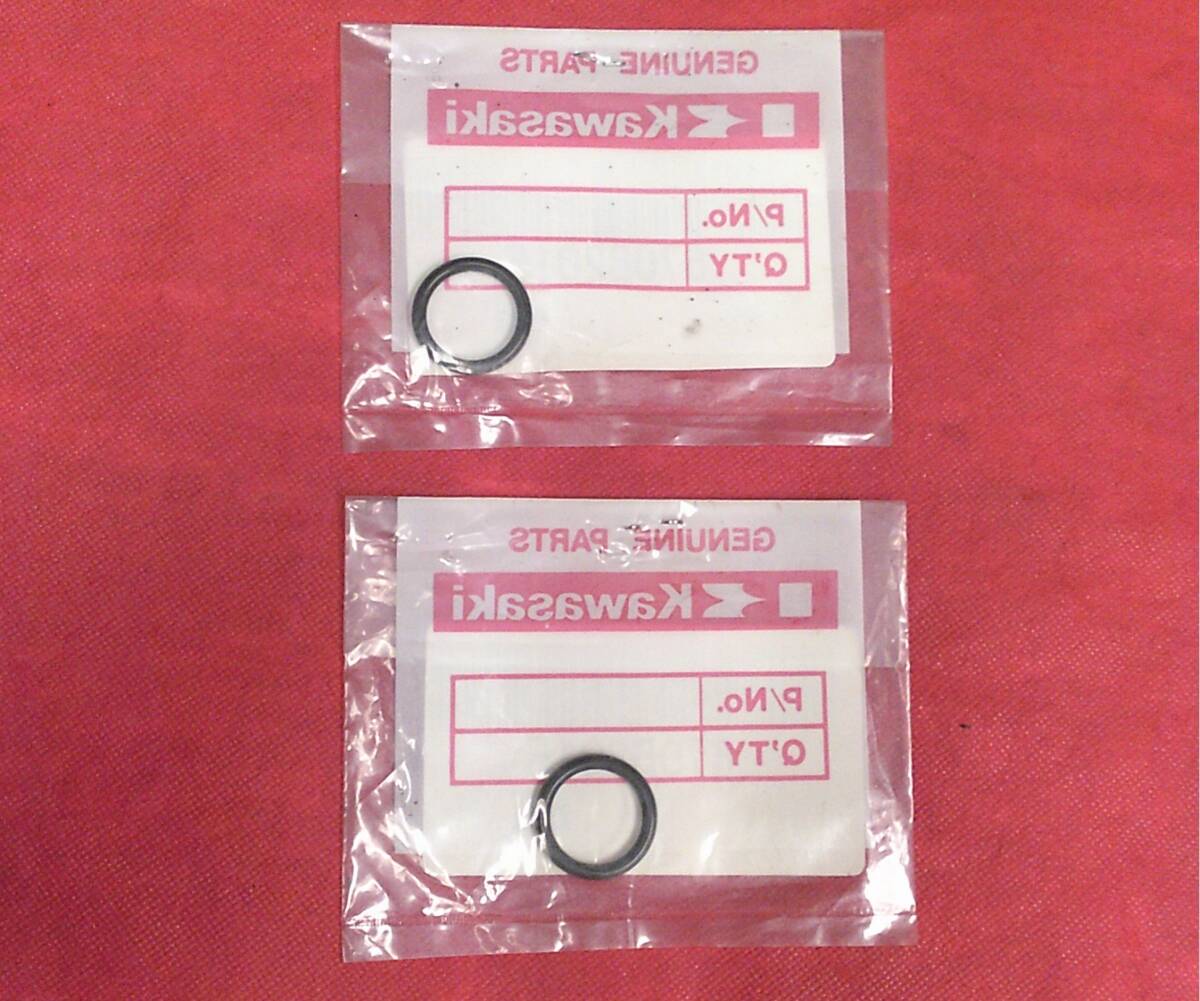 GENUINE PARTS
Kawasaki
P/No.
Q'TY
GENUINE PARTS
Kawasaki
P/No.
Q'TY